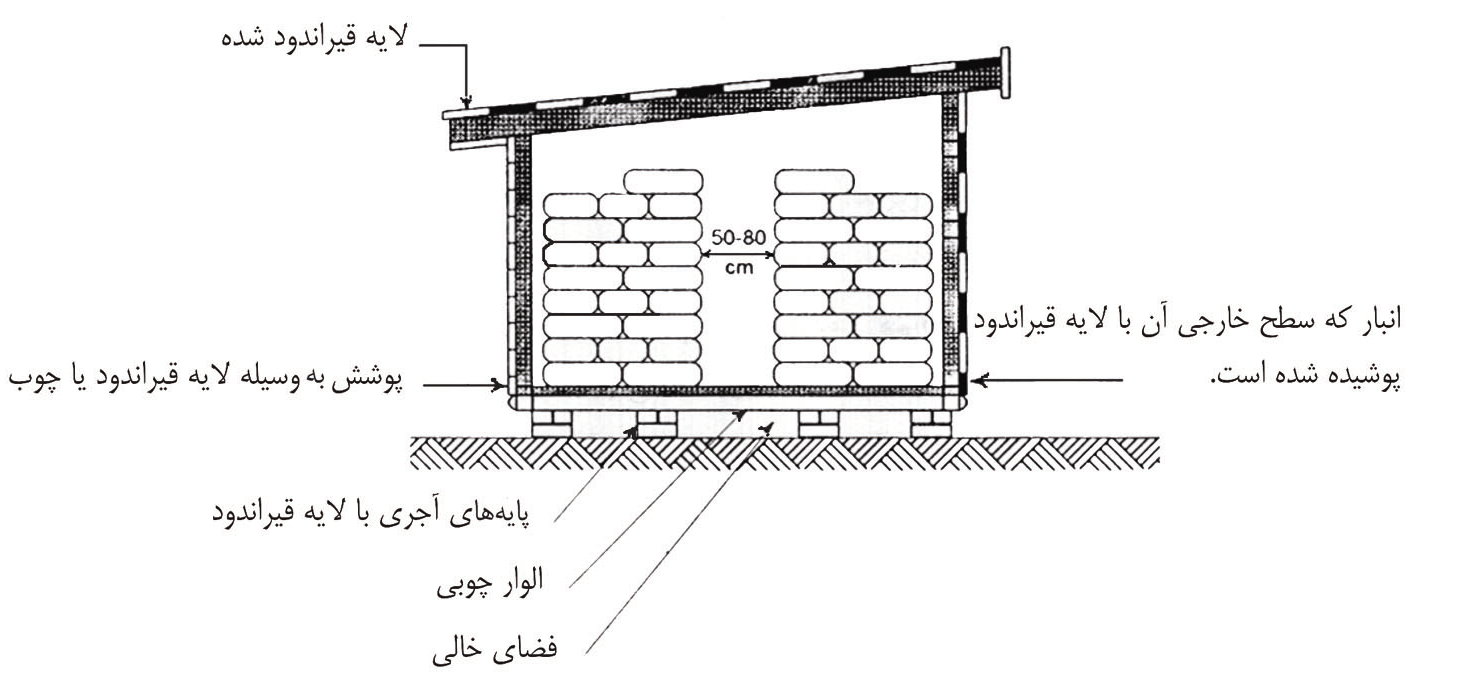 لایه قیراندود شده
50-80
cm
انبار که سطح خارجی آن با لایه قیراندود
پوشیده شده است.
پوشش به وسیله لایه قیراندود یا چوب
پایه‌های آجری با لایه قیراندود
الوار چوبی
فضای خالی